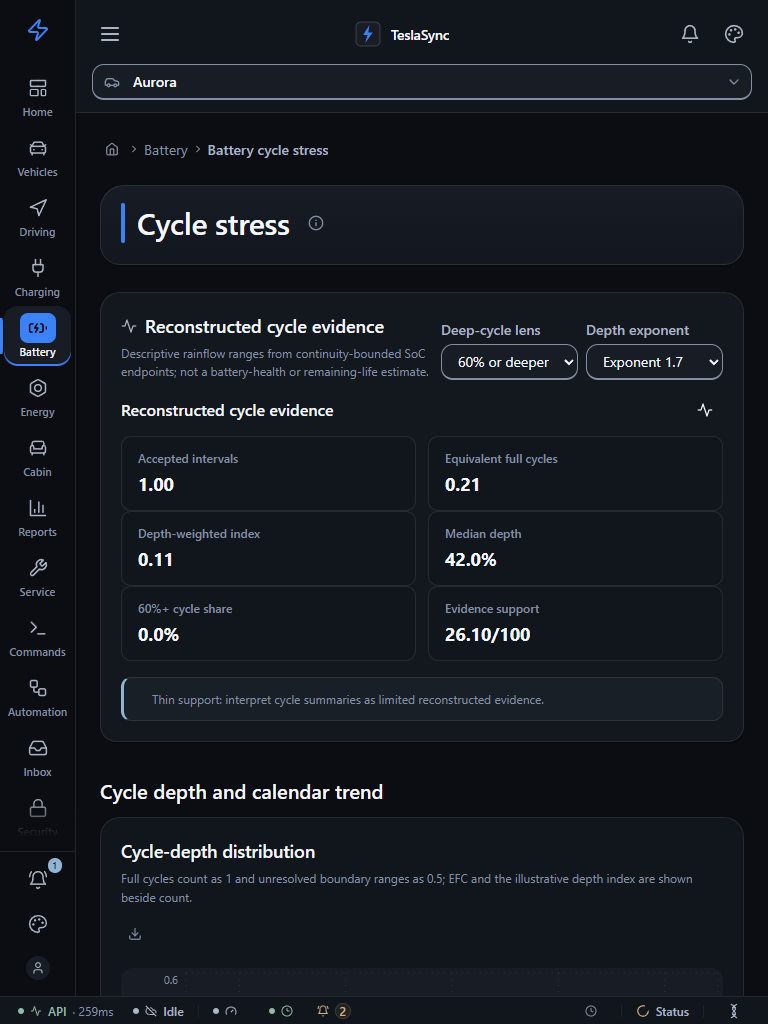 TeslaSync
Aurora
Home
Vehicles
Driving
Charging
Battery
Energy
Cabin
Reports
Service
Commands
Automation
Inbox
Security
1
Battery
Battery cycle stress
Cycle stress
Reconstructed cycle evidence
Descriptive rainflow ranges from continuity-bounded SoC
endpoints; not a battery-health or remaining-life estimate.
Deep-cycle lens
60% or deeper
Depth exponent
Exponent 1.7
Reconstructed cycle evidence
Accepted intervals
1.00
Equivalent full cycles
0.21
Depth-weighted index
0.11
Median depth
42.0%
60%+ cycle share
0.0%
Evidence support
26.10/100
Thin support: interpret cycle summaries as limited reconstructed evidence.
Cycle depth and calendar trend
Cycle-depth distribution
Full cycles count as 1 and unresolved boundary ranges as 0.5; EFC and the illustrative depth index are shown
beside count.
0.6
API · 259ms
Idle
2
Status